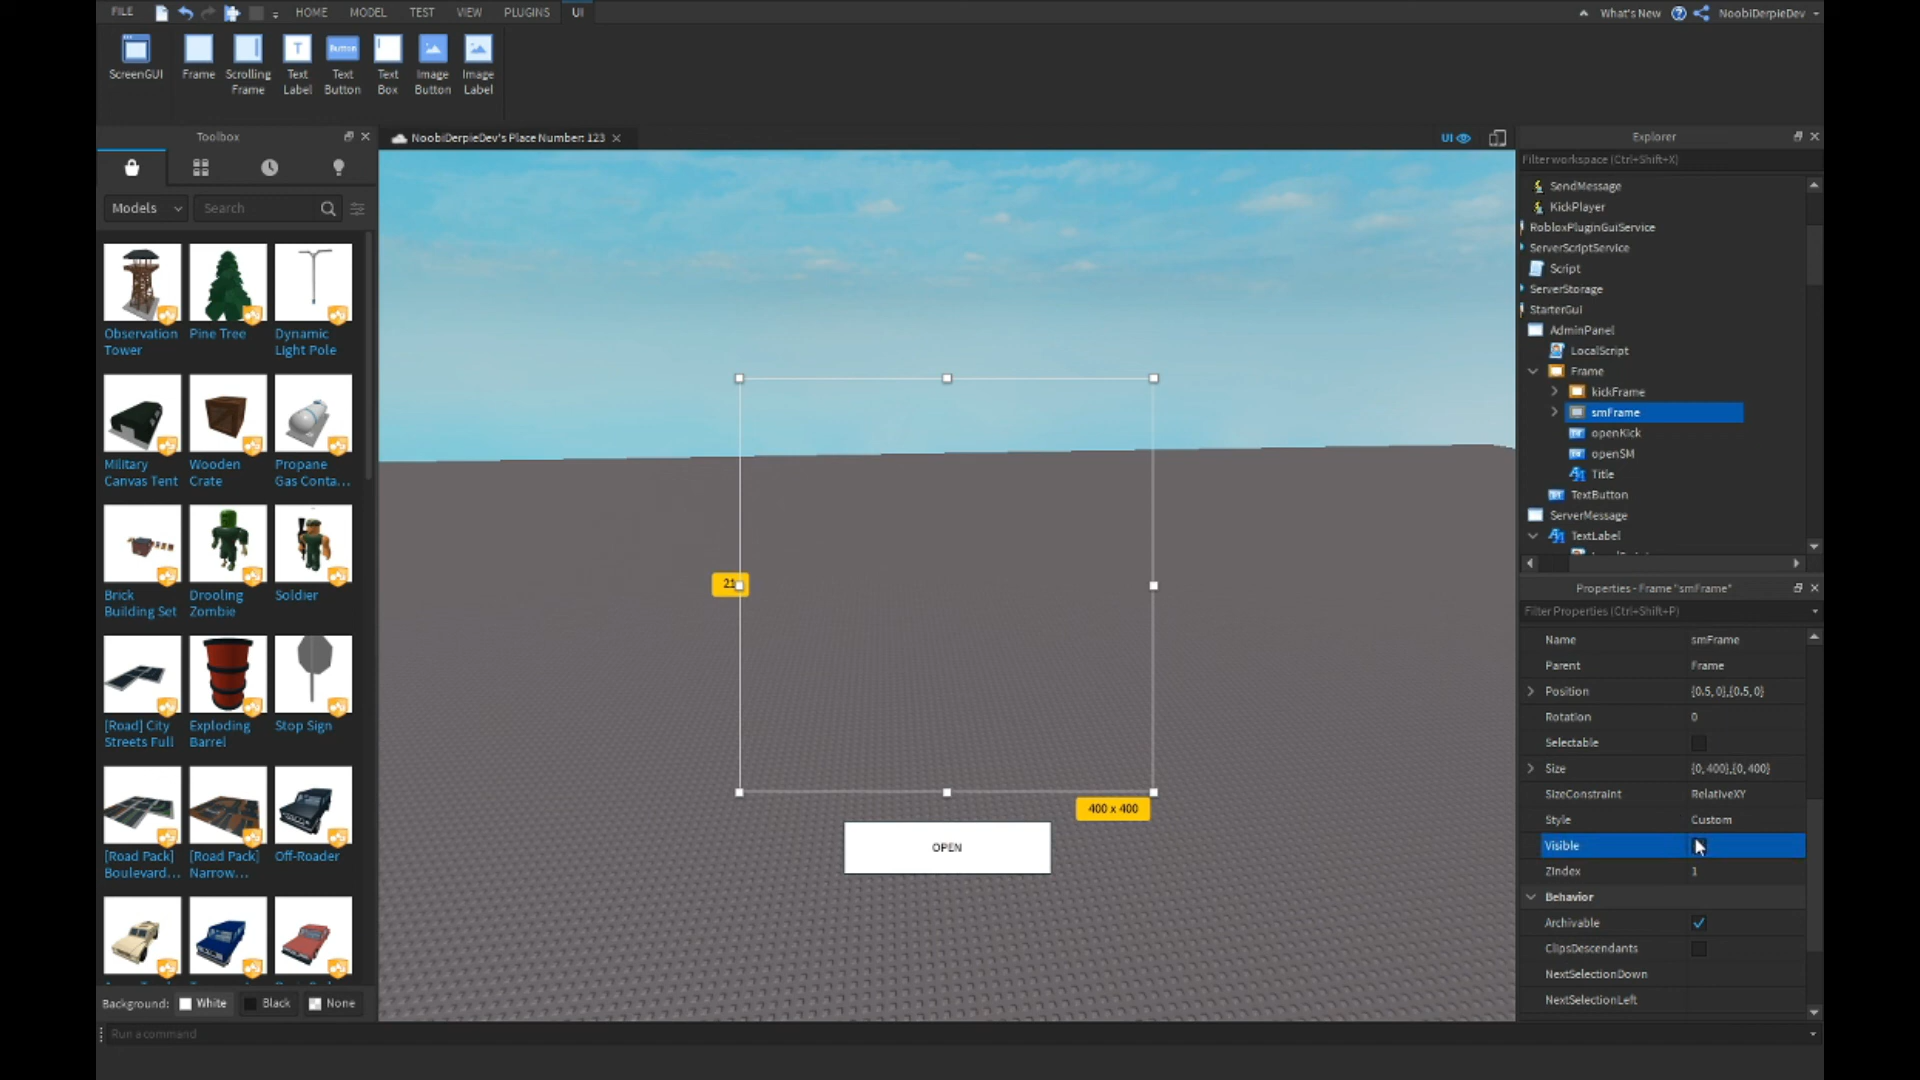 FILE HOME MODEL TEST VIEW PLUGINS UI What's New NoobiDerpieDev
ScreenGUI Frame Scrolling Frame Text Label Text Button Text Box Image Button Image Label
Button
Toolbox
NoobiDerpieDev's Place Number: 123
UI
Explorer
Filter workspace (Ctrl+Shift+X)
Models Search
Observation Tower
Pine Tree
Dynamic Light Pole
Military Canvas Tent
Wooden Crate
Propane Gas Conta...
Brick Building Set
Drooling Zombie
Soldier
[Road] City Streets Full
Exploding Barrel
Stop Sign
[Road Pack] Boulevard...
[Road Pack] Narrow...
Off-Roader
Background: White Black None
Run a command
21
400 x 400
OPEN
SendMessage
KickPlayer
RobloxPluginGuiService
ServerScriptService
Script
ServerStorage
StarterGui
AdminPanel
LocalScript
Frame
kickFrame
smFrame
openKick
openSM
Title
TextButton
ServerMessage
TextLabel
Properties - Frame "smFrame"
Filter Properties (Ctrl+Shift+P)
Name smFrame
Parent Frame
Position {0.5, 0},{0.5, 0}
Rotation 0
Selectable
Size {0, 400},{0, 400}
SizeConstraint RelativeXY
Style Custom
Visible
ZIndex 1
Behavior
Archivable
ClipsDescendants
NextSelectionDown
NextSelectionLeft